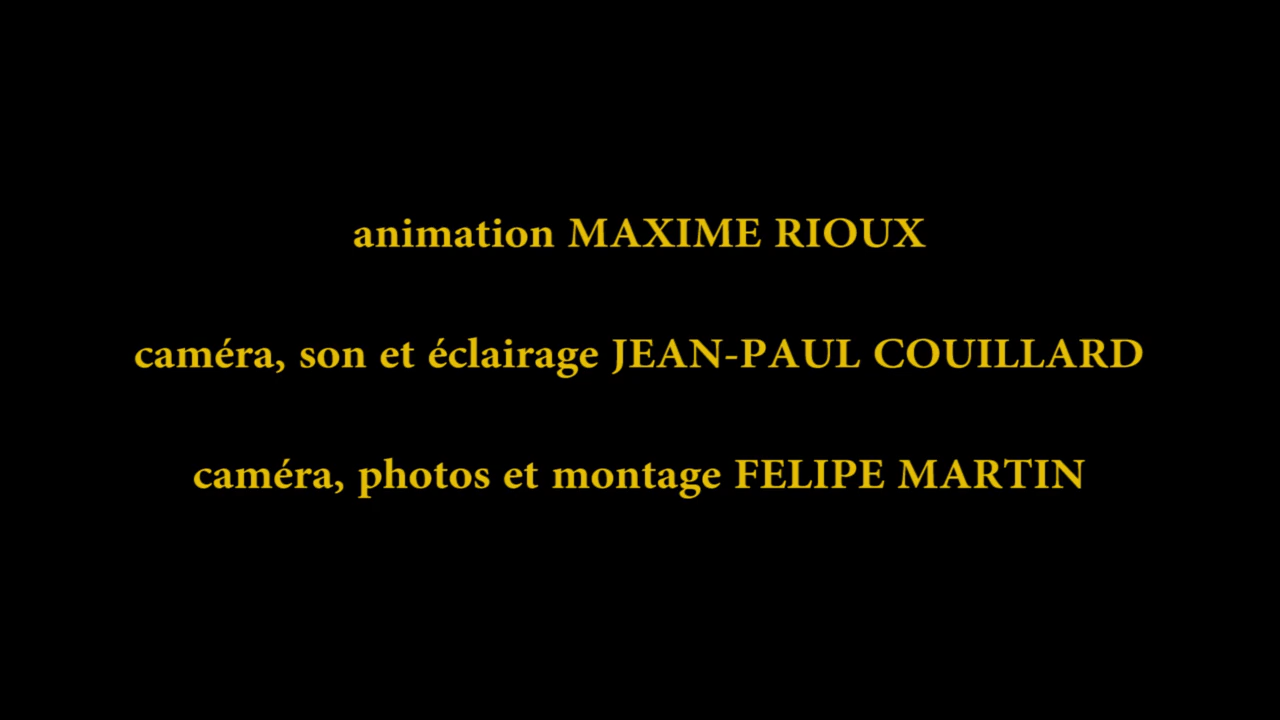 animation MAXIME RIOUX
caméra, son et éclairage JEAN-PAUL COUILLARD
caméra, photos et montage FELIPE MARTIN